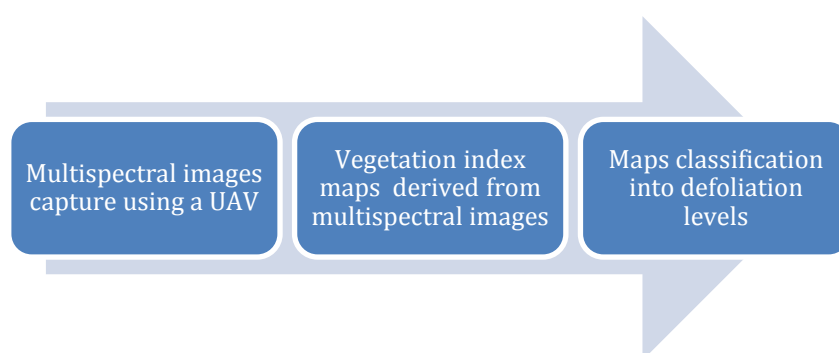 Multispectral images
capture using a UAV
Vegetation index
maps derived from
multispectral images
Maps classification
into defoliation
levels